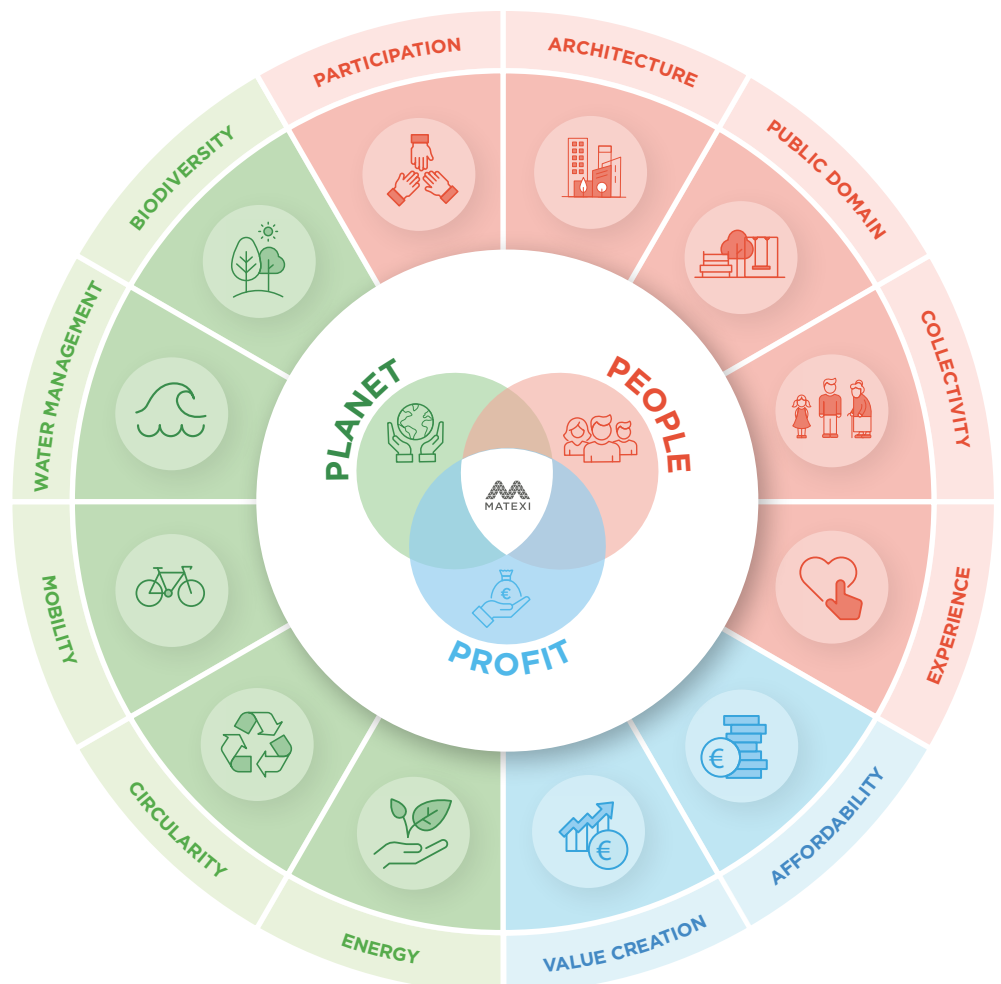 PARTICIPATION
ARCHITECTURE
PUBLIC DOMAIN
COLLECTIVITY
EXPERIENCE
AFFORDABILITY
VALUE CREATION
ENERGY
CIRCULARITY
MOBILITY
WATER MANAGEMENT
BIODIVERSITY
PLANET
PEOPLE
MATEXI
€
PROFIT
€
€